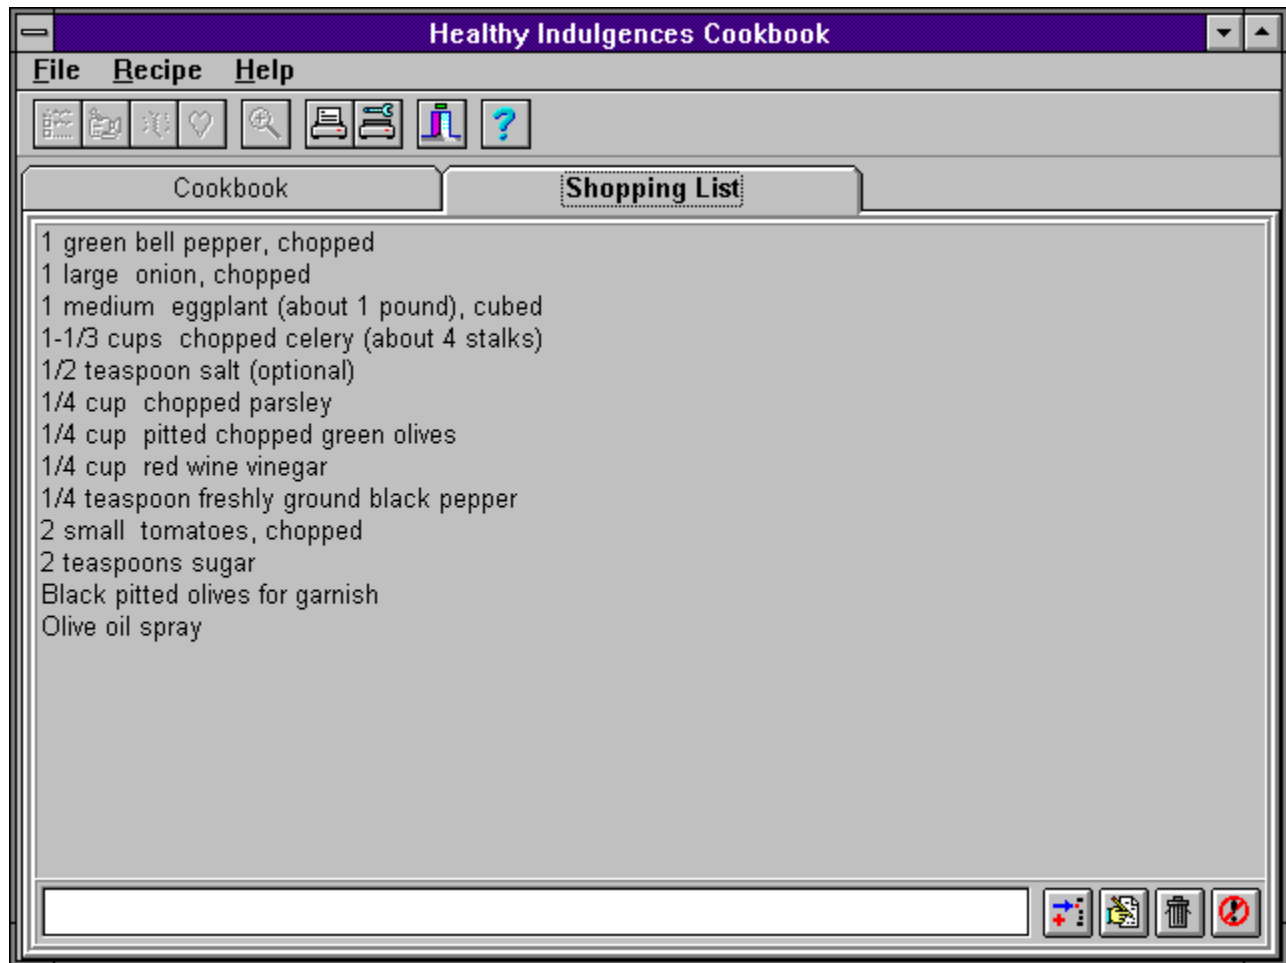 Healthy Indulgences Cookbook
File Recipe Help
?
Cookbook Shopping List
1 green bell pepper, chopped
1 large  onion, chopped
1 medium  eggplant (about 1 pound), cubed
1-1/3 cups  chopped celery (about 4 stalks)
1/2 teaspoon salt (optional)
1/4 cup  chopped parsley
1/4 cup  pitted chopped green olives
1/4 cup  red wine vinegar
1/4 teaspoon freshly ground black pepper
2 small  tomatoes, chopped
2 teaspoons sugar
Black pitted olives for garnish
Olive oil spray